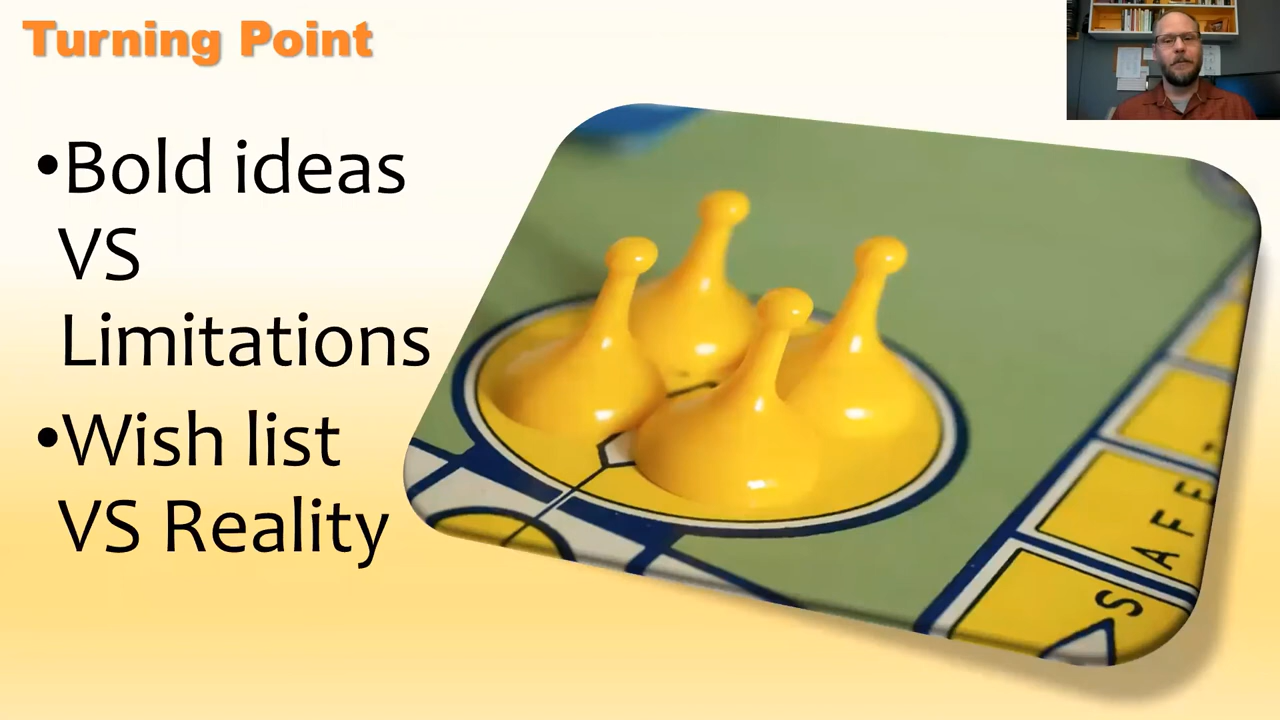 Turning Point
•Bold ideas
VS
Limitations
•Wish list
VS Reality
SAFE